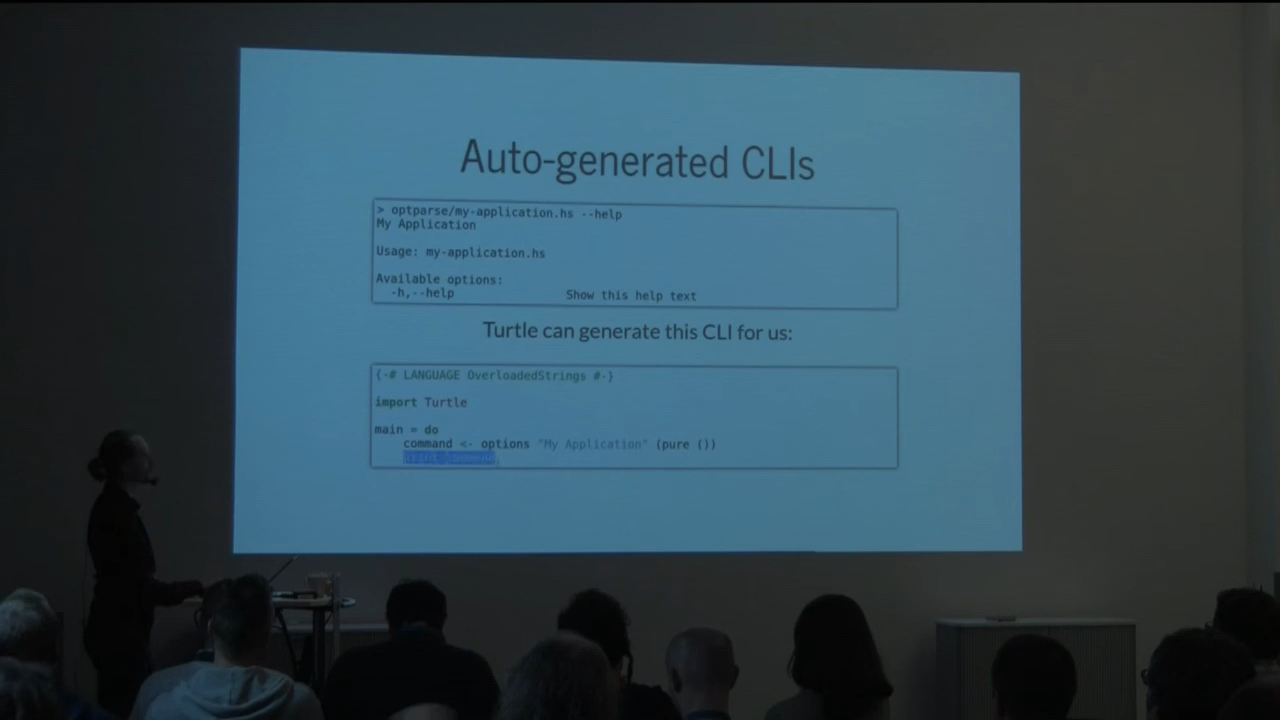 Auto-generated CLIs
> optparse/my-application.hs --help
My Application
Usage: my-application.hs
Available options:
-h,--help Show this help text
Turtle can generate this CLI for us:
{-# LANGUAGE OverloadedStrings #-}
import Turtle
main = do
command <- options "My Application" (pure ())